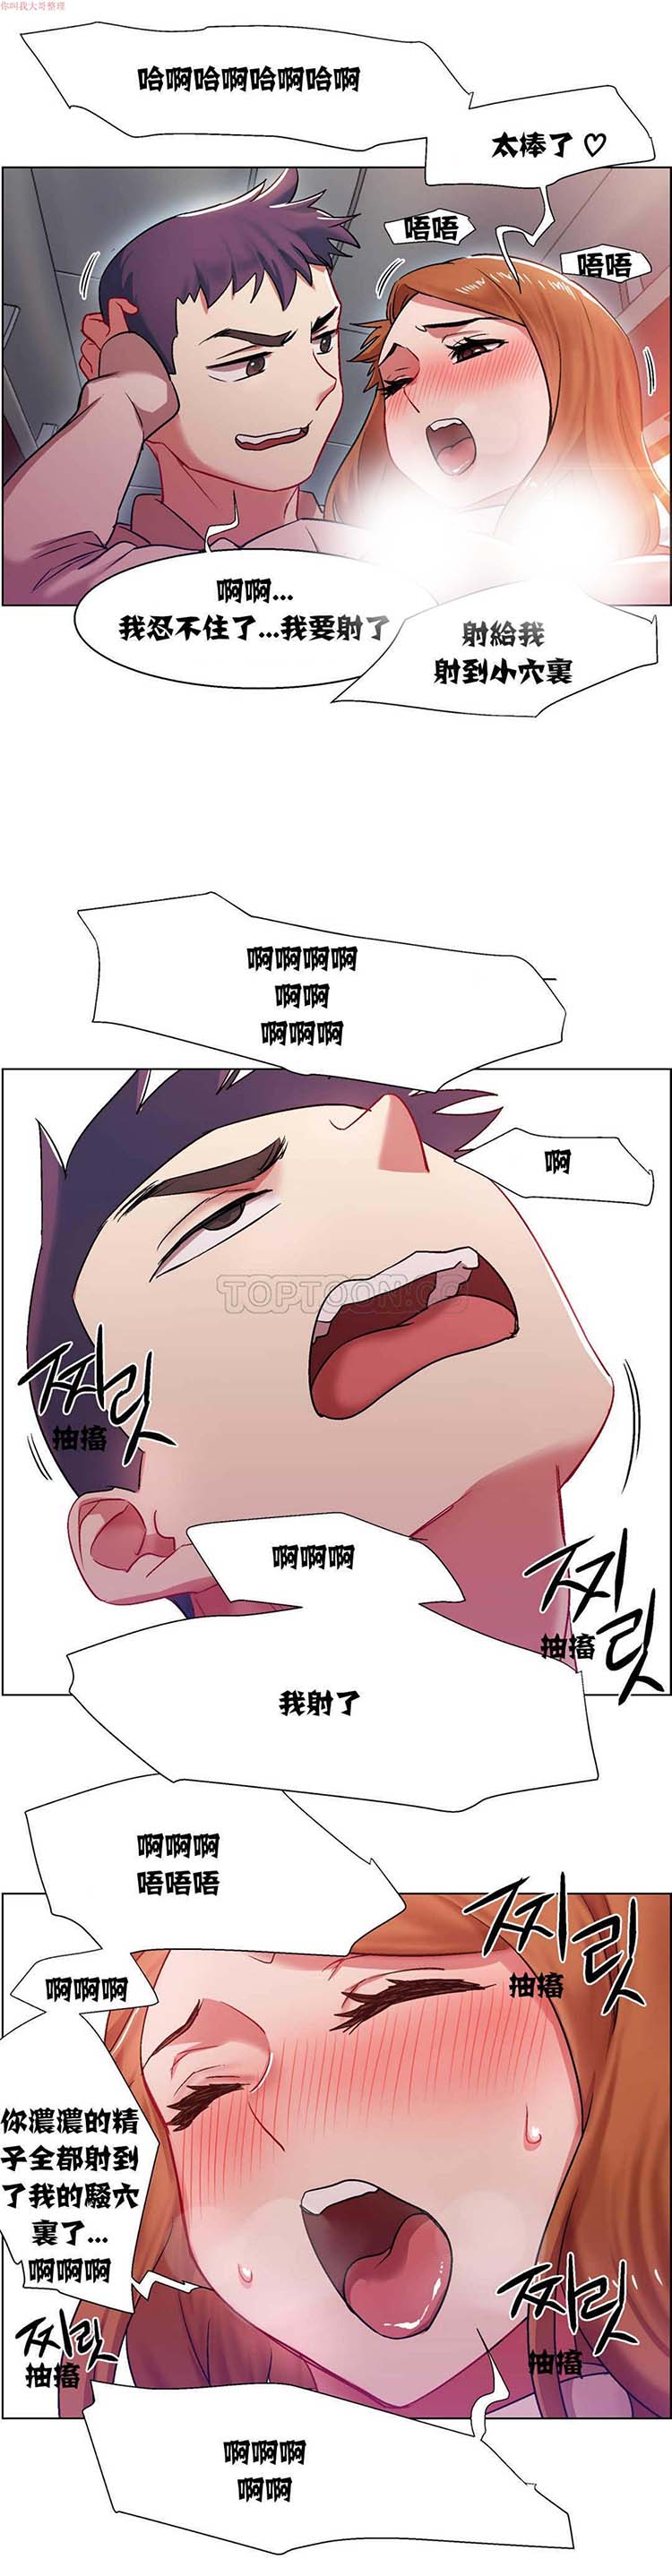 你叫我大哥整理
哈啊哈啊哈啊哈啊
太棒了♡
唔唔
唔唔
啊啊...
我忍不住了...我要射了
射給我
射到小穴裏
啊啊啊啊
啊啊
啊啊啊
啊
TOPTOON.CO
찌릿
抽搐
啊啊啊
찌릿
抽搐
我射了
啊啊啊
唔唔唔
찌릿
抽搐
啊啊啊
你濃濃的精
子全都射到
了我的騷穴
裏了...
啊啊啊
찌릿
抽搐
찌릿
抽搐
啊啊啊
啊啊